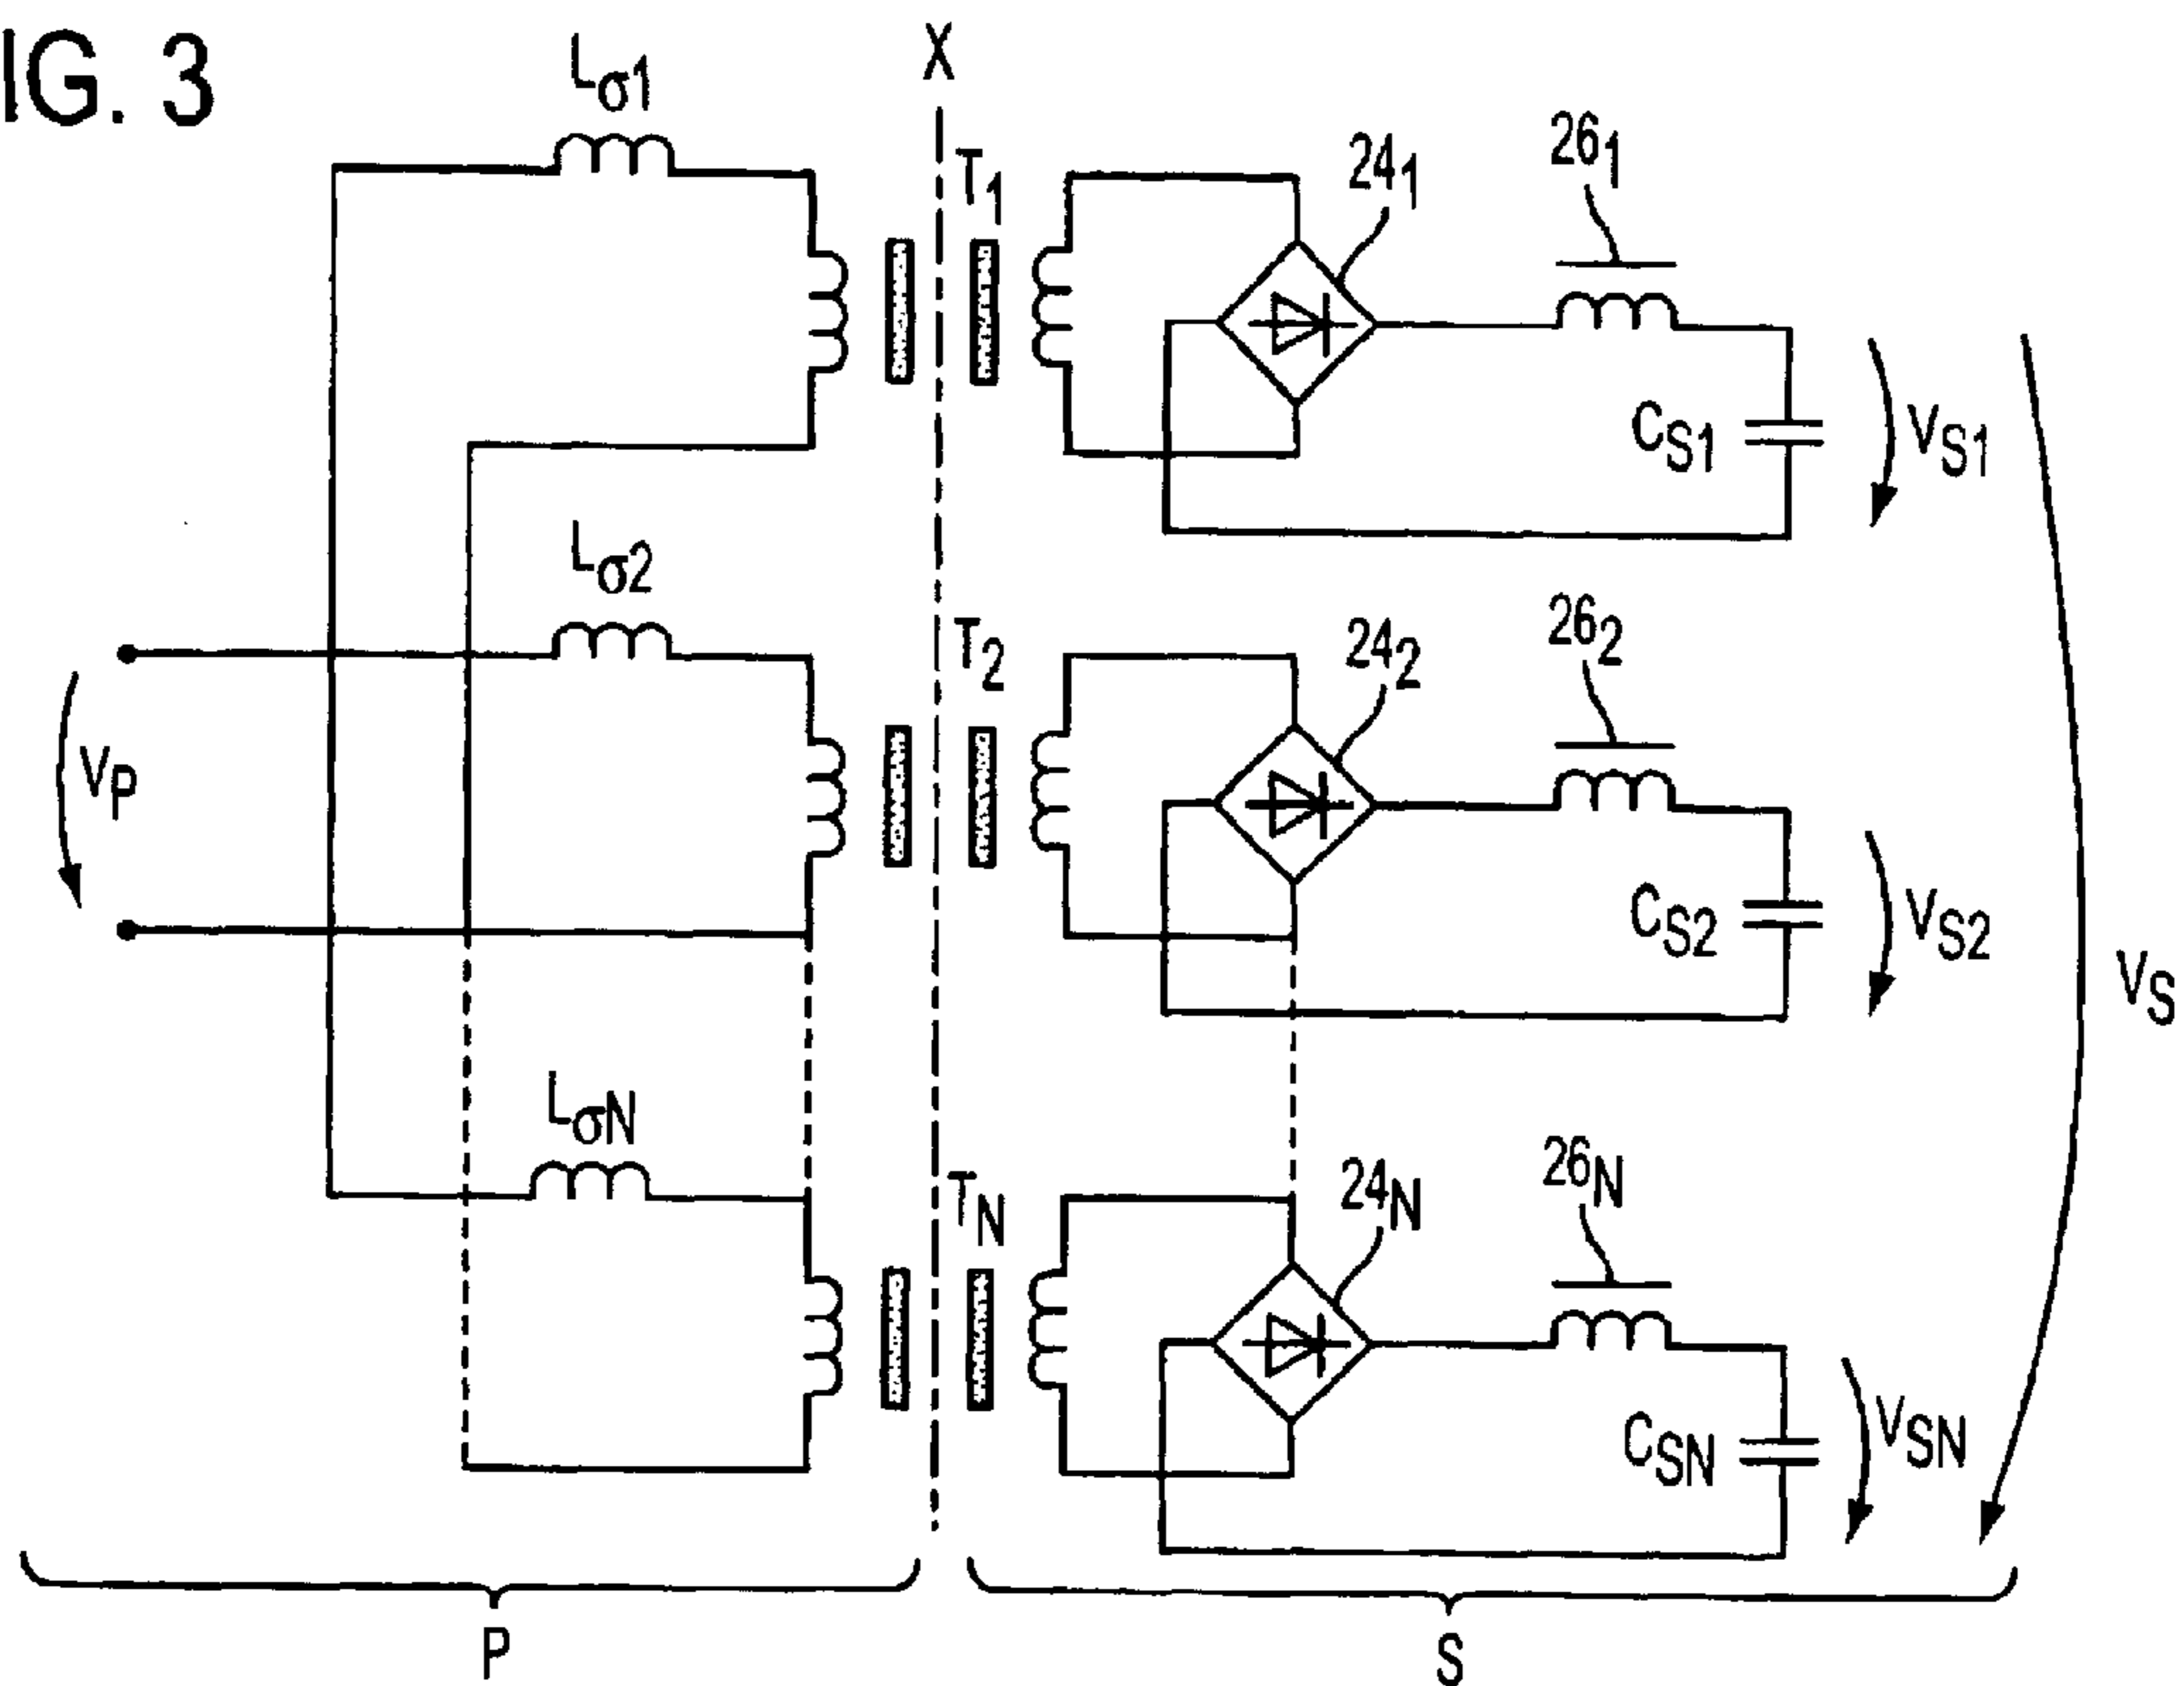 IG. 3
X
Lσ1
T1
241
261
CS1
VS1
Lσ2
T2
242
262
VP
CS2
VS2
VS
LσN
TN
24N
26N
CSN
VSN
P
S